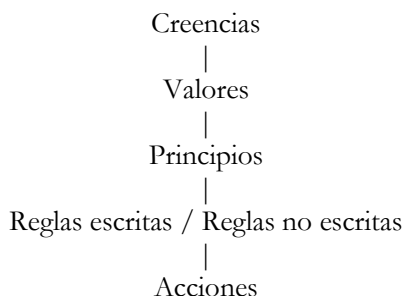 Creencias
Valores
Principios
Reglas escritas / Reglas no escritas
Acciones